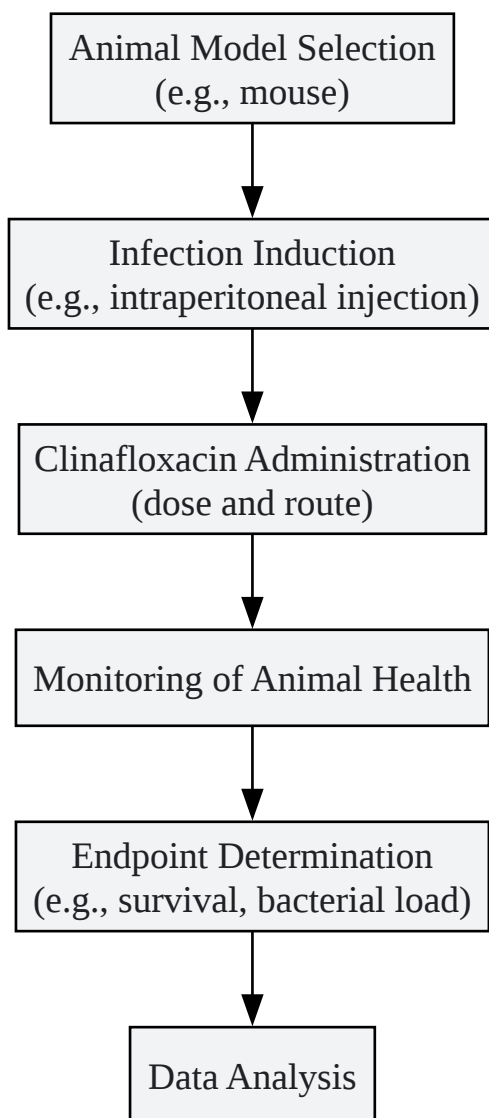 Animal Model Selection
(e.g., mouse)
Infection Induction
(e.g., intraperitoneal injection)
Clinafloxacin Administration
(dose and route)
Monitoring of Animal Health
Endpoint Determination
(e.g., survival, bacterial load)
Data Analysis